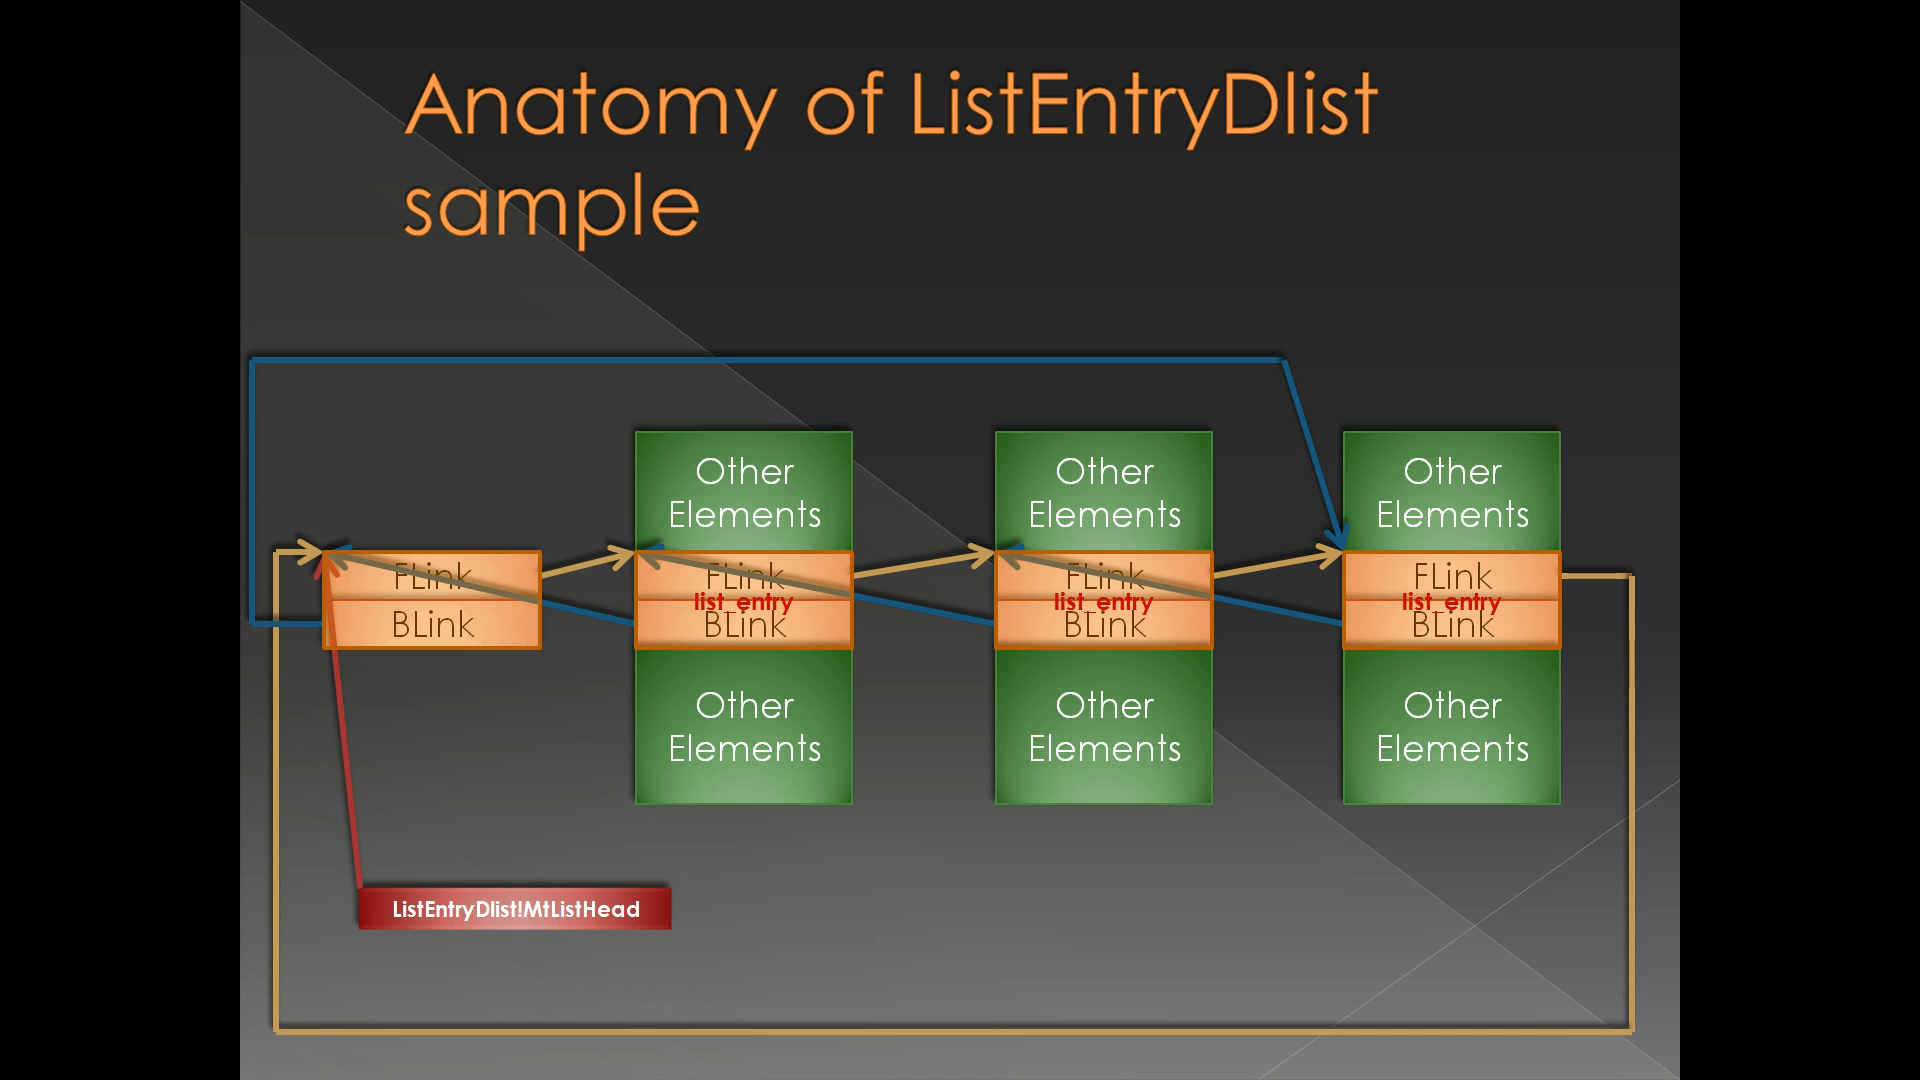 Anatomy of ListEntryDlist
sample
Other
Elements
Other
Elements
Other
Elements
FLink
BLink
FLink
list_entry
BLink
FLink
list_entry
BLink
FLink
list_entry
BLink
Other
Elements
Other
Elements
Other
Elements
ListEntryDlist!MtListHead